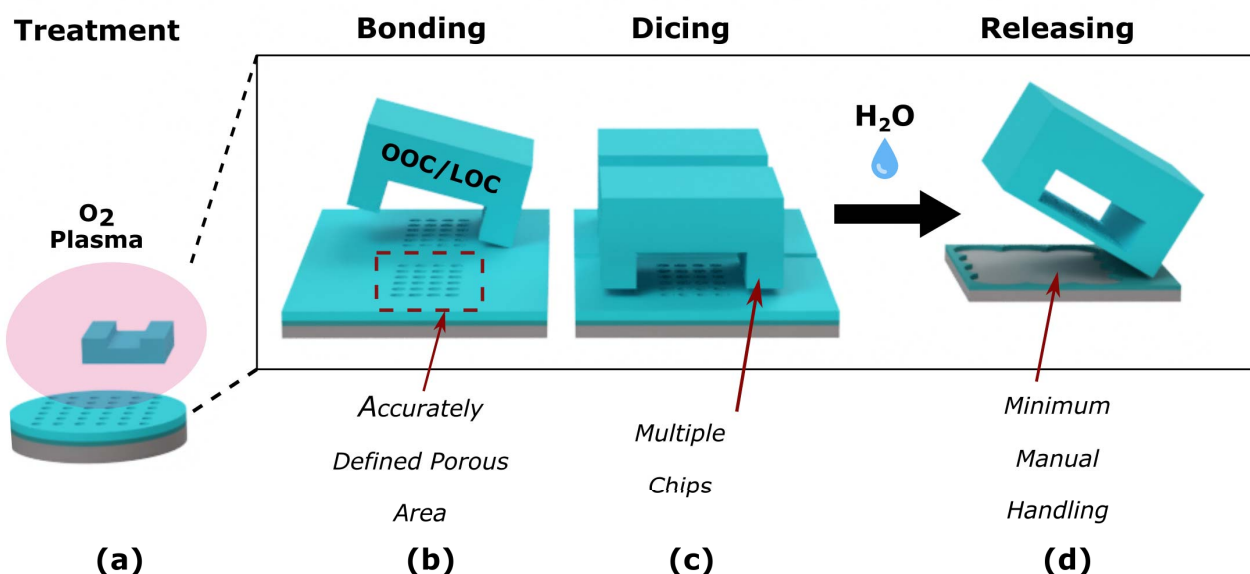 Treatment
Bonding
Dicing
Releasing
O2
Plasma
OOC/LOC
H2O
Accurately
Defined Porous
Area
Multiple
Chips
Minimum
Manual
Handling
(a)
(b)
(c)
(d)